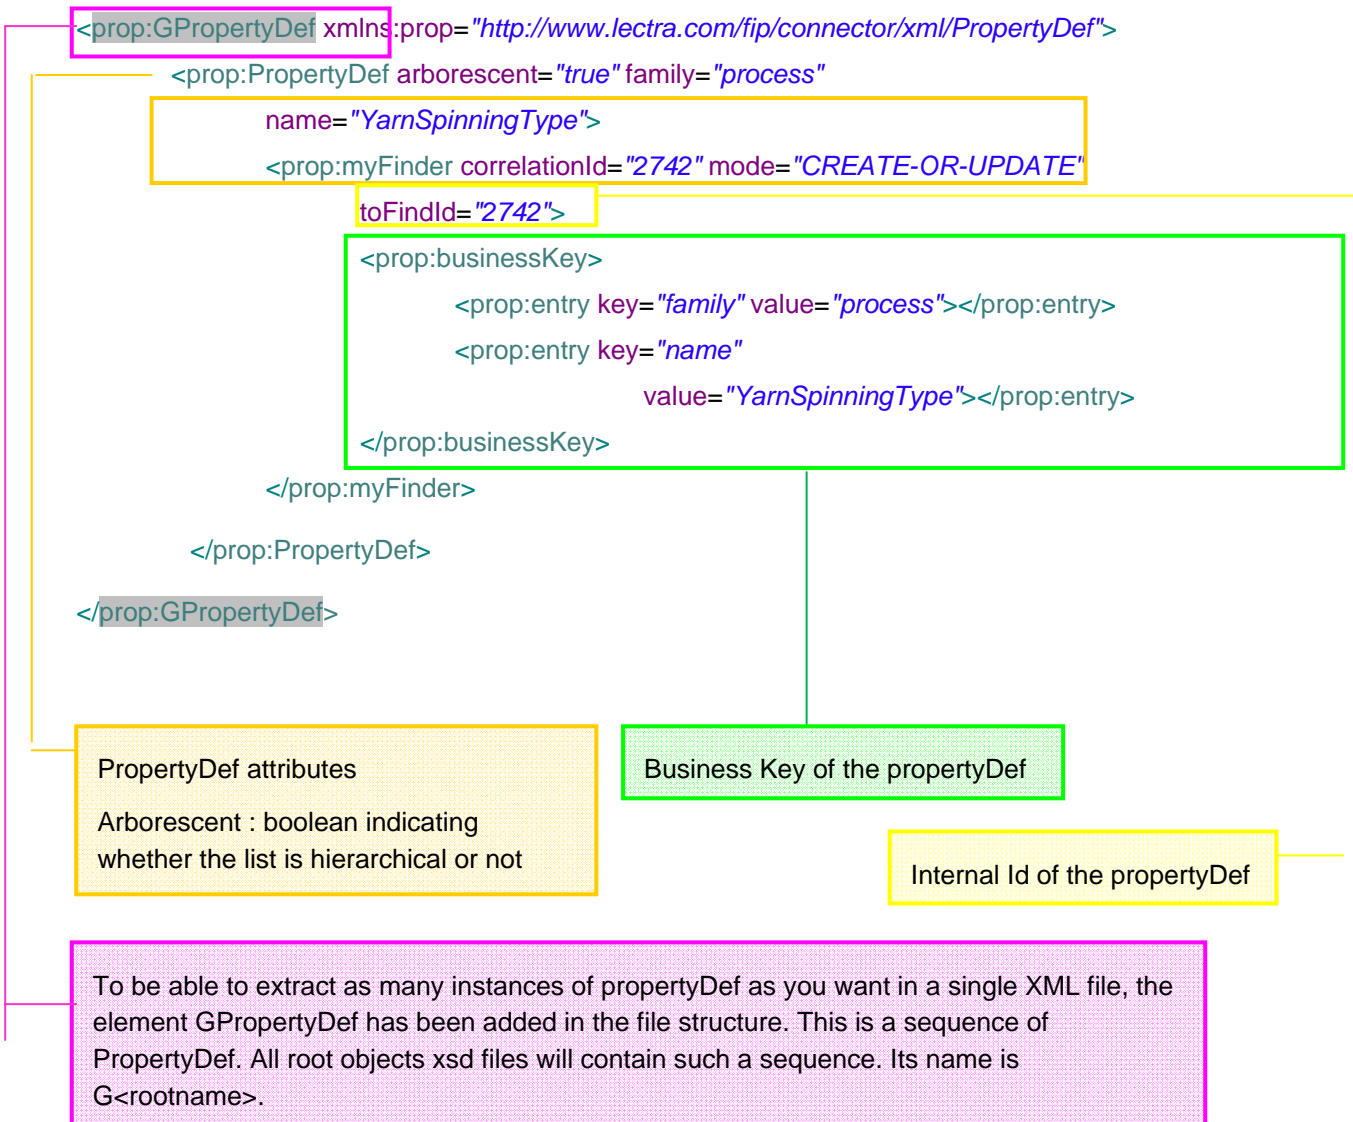 <prop:GPropertyDef xmlns:prop="http://www.lectra.com/fip/connector/xml/PropertyDef">
<prop:PropertyDef arborescent="true" family="process"
name="YarnSpinningType">
<prop:myFinder correlationId="2742" mode="CREATE-OR-UPDATE"
toFindId="2742">
<prop:businessKey>
<prop:entry key="family" value="process"></prop:entry>
<prop:entry key="name"
value="YarnSpinningType"></prop:entry>
</prop:businessKey>
</prop:myFinder>
</prop:PropertyDef>
</prop:GPropertyDef>
PropertyDef attributes
Arborescent : boolean indicating
whether the list is hierarchical or not
Business Key of the propertyDef
Internal Id of the propertyDef
To be able to extract as many instances of propertyDef as you want in a single XML file, the
element GPropertyDef has been added in the file structure. This is a sequence of
PropertyDef. All root objects xsd files will contain such a sequence. Its name is
G<rootname>.